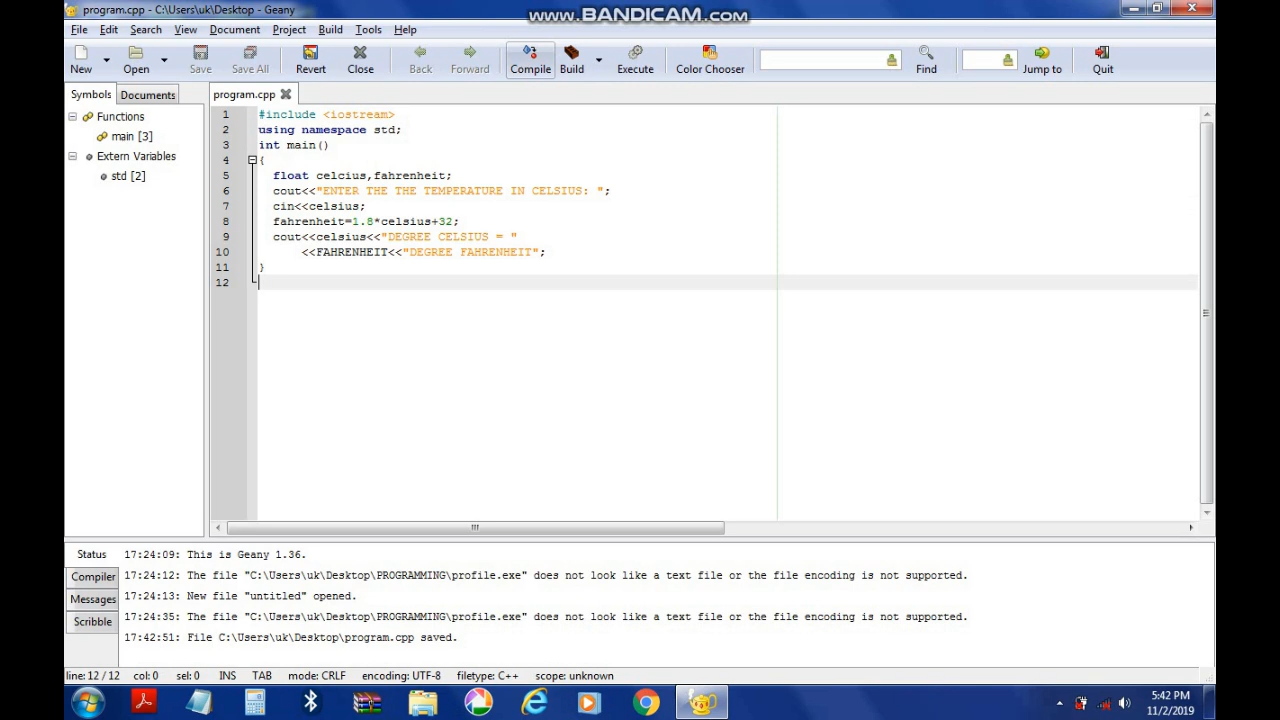 program.cpp - C:\Users\uk\Desktop - Geany
www.BANDICAM.com
File Edit Search View Document Project Build Tools Help
New Open Save Save All Revert Close Back Forward Compile Build Execute Color Chooser Find Jump to Quit
Symbols Documents
program.cpp
Functions
main [3]
Extern Variables
std [2]
1 #include <iostream>
2 using namespace std;
3 int main()
4 {
5 float celcius,fahrenheit;
6 cout<<"ENTER THE THE TEMPERATURE IN CELSIUS: ";
7 cin<<celsius;
8 fahrenheit=1.8*celsius+32;
9 cout<<celsius<<"DEGREE CELSIUS = "
10 <<FAHRENHEIT<<"DEGREE FAHRENHEIT";
11 }
12
Status
Compiler
Messages
Scribble
17:24:09: This is Geany 1.36.
17:24:12: The file "C:\Users\uk\Desktop\PROGRAMMING\profile.exe" does not look like a text file or the file encoding is not supported.
17:24:13: New file "untitled" opened.
17:24:35: The file "C:\Users\uk\Desktop\PROGRAMMING\profile.exe" does not look like a text file or the file encoding is not supported.
17:42:51: File C:\Users\uk\Desktop\program.cpp saved.
line: 12 / 12 col: 0 sel: 0 INS TAB mode: CRLF encoding: UTF-8 filetype: C++ scope: unknown
5:42 PM
11/2/2019